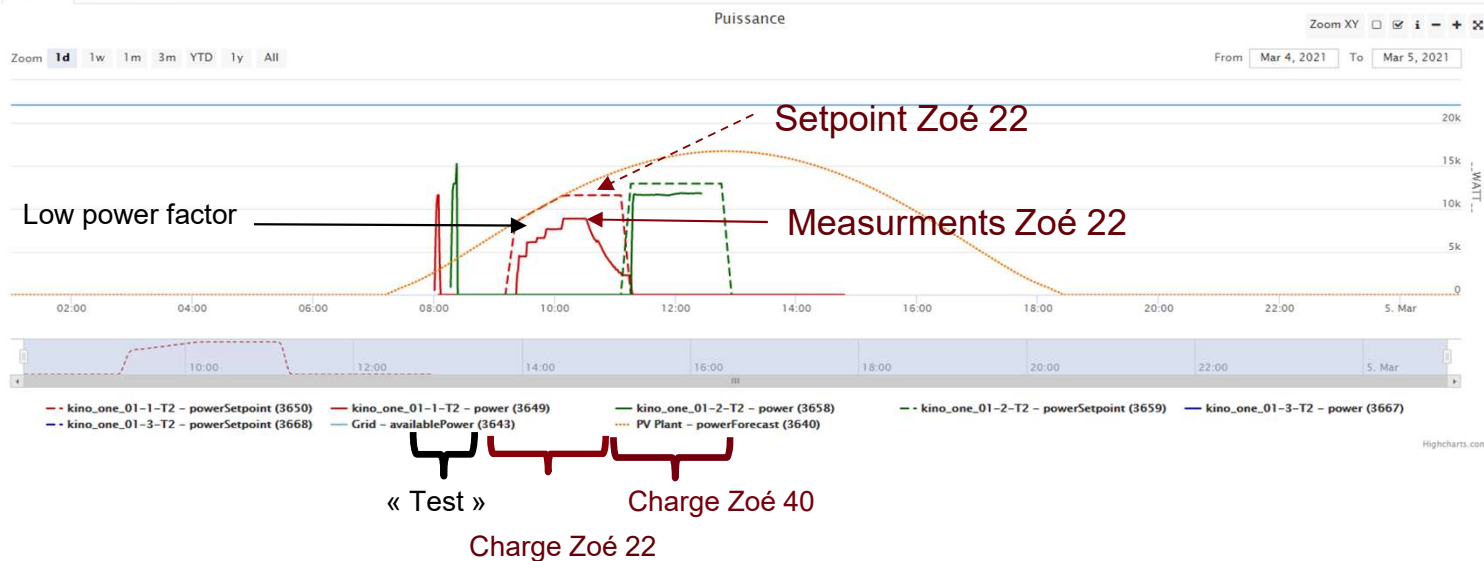 Puissance
Zoom XY
Zoom 1d 1w 1m 3m YTD 1y All
From Mar 4, 2021 To Mar 5, 2021
Setpoint Zoé 22
20k
15k
Low power factor
Measurments Zoé 22
10k
5k
0
_.WATT_.
02:00 04:00 06:00 08:00 10:00 12:00 14:00 16:00 18:00 20:00 22:00 5. Mar
10:00 12:00 14:00 16:00 18:00 20:00 22:00 5. Mar
kino_one_01-1-T2 - powerSetpoint (3650) kino_one_01-1-T2 - power (3649) kino_one_01-2-T2 - power (3658) kino_one_01-2-T2 - powerSetpoint (3659) kino_one_01-3-T2 - power (3667)
kino_one_01-3-T2 - powerSetpoint (3668) Grid - availablePower (3643) PV Plant - powerForecast (3640)
Highcharts.com
« Test »
Charge Zoé 40
Charge Zoé 22